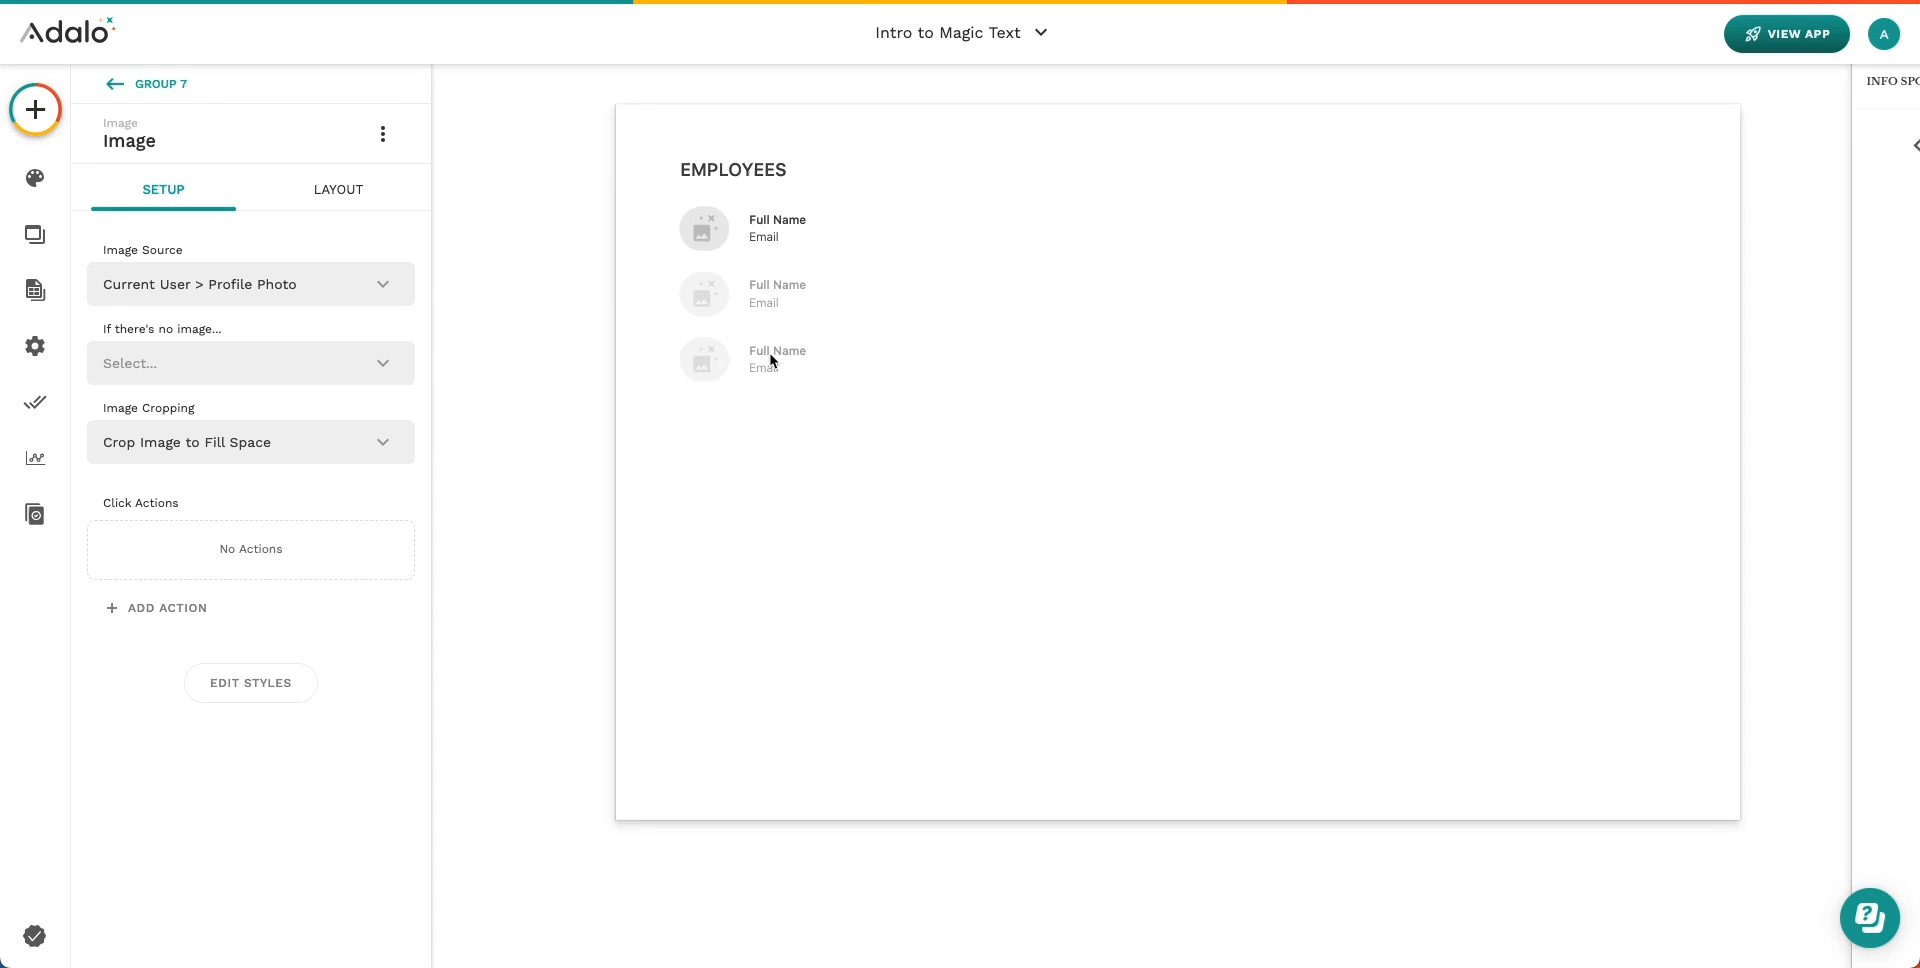 Adalo
Intro to Magic Text
VIEW APP
A
GROUP 7
INFO SPO
Image
Image
SETUP
LAYOUT
EMPLOYEES
Full Name
Email
Image Source
Current User > Profile Photo
Full Name
Email
If there's no image...
Select...
Full Name
Email
Image Cropping
Crop Image to Fill Space
Click Actions
No Actions
+ ADD ACTION
EDIT STYLES